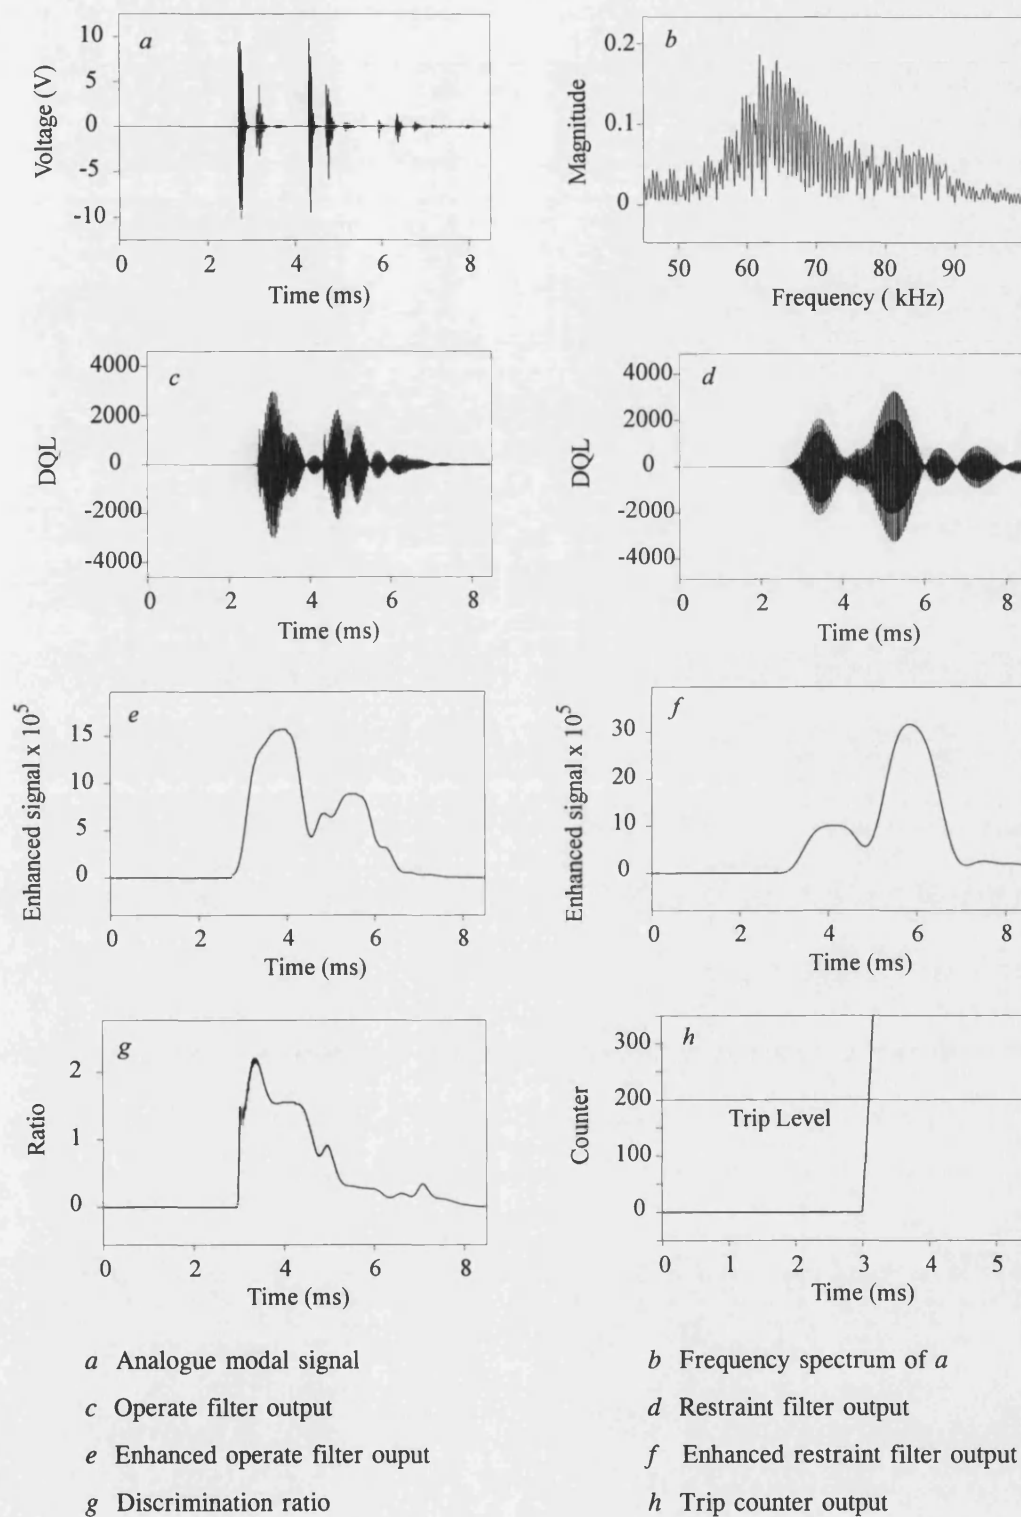 a
Voltage (V)
10
5
0
-5
-10
0 2 4 6 8
Time (ms)
b
Magnitude
0.2
0.1
0
50 60 70 80 90
Frequency ( kHz)
c
DQL
4000
2000
0
-2000
-4000
0 2 4 6 8
Time (ms)
d
DQL
4000
2000
0
-2000
-4000
0 2 4 6 8
Time (ms)
e
Enhanced signal x 10⁵
15
10
5
0
0 2 4 6 8
Time (ms)
f
Enhanced signal x 10⁵
30
20
10
0
0 2 4 6 8
Time (ms)
g
Ratio
2
1
0
0 2 4 6 8
Time (ms)
h
Counter
300
200
Trip Level
100
0
0 1 2 3 4 5
Time (ms)
a Analogue modal signal
b Frequency spectrum of a
c Operate filter output
d Restraint filter output
e Enhanced operate filter ouput
f Enhanced restraint filter output
g Discrimination ratio
h Trip counter output